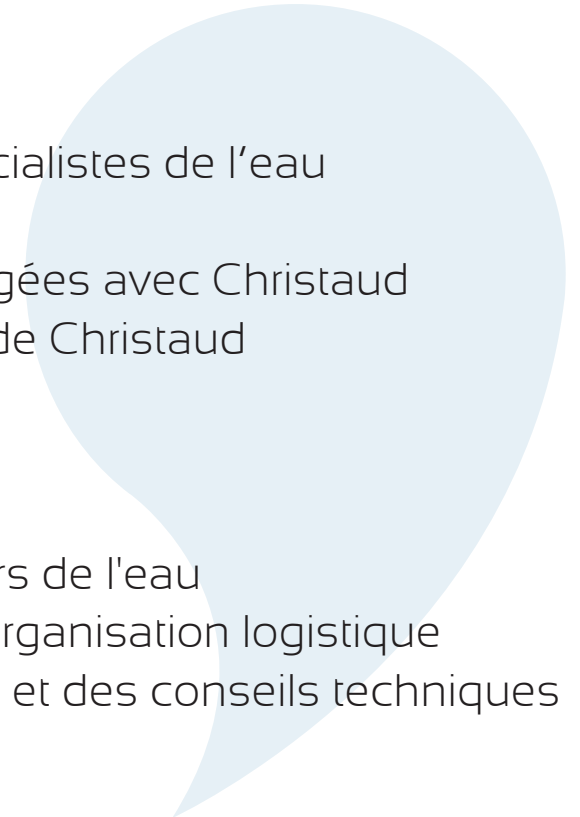 cialistes de l’eau
gées avec Christaud
de Christaud
rs de l'eau
rganisation logistique
et des conseils techniques